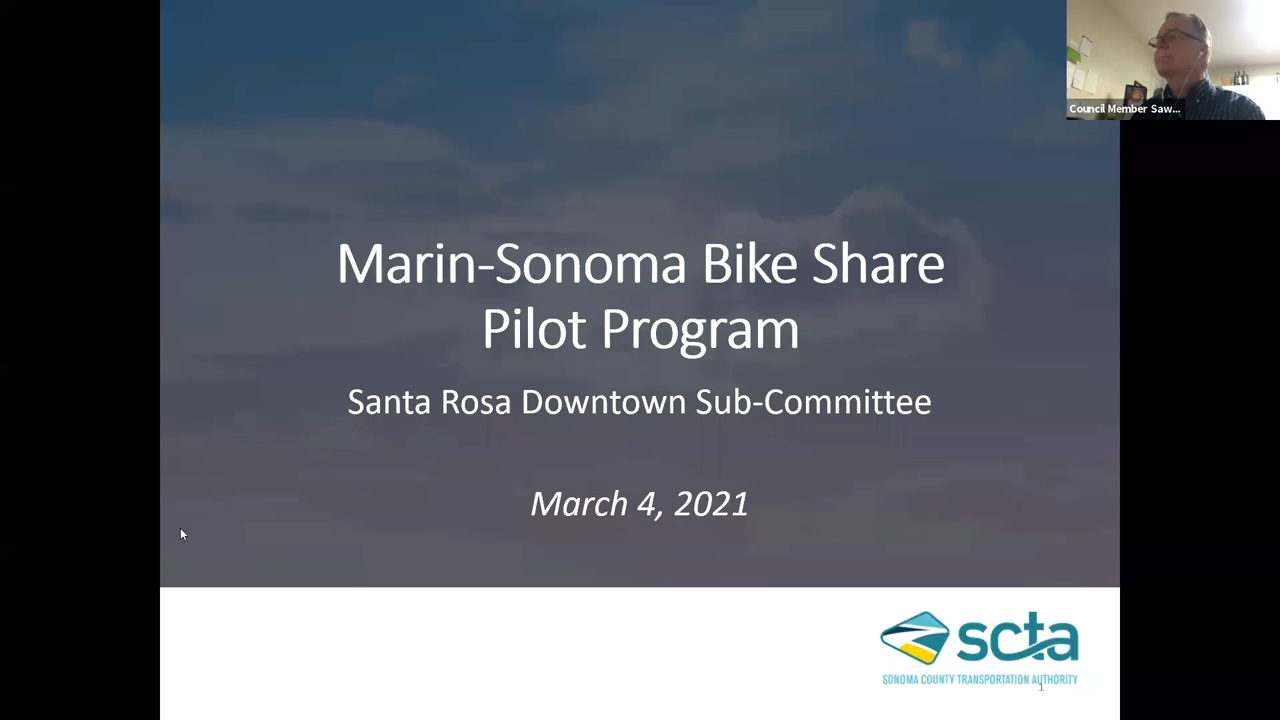 Council Member Saw...
Marin-Sonoma Bike Share
Pilot Program
Santa Rosa Downtown Sub-Committee
March 4, 2021
scta
SONOMA COUNTY TRANSPORTATION AUTHORITY
1